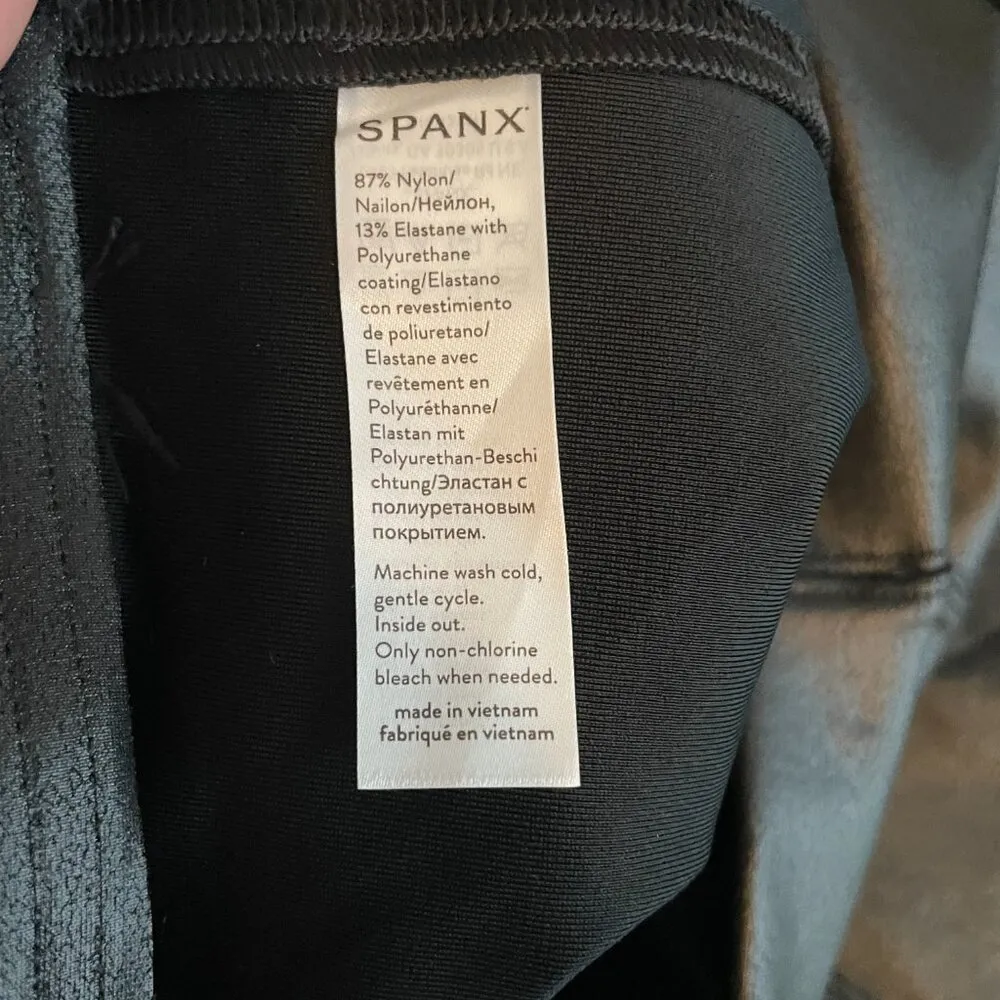 SPANX
87% Nylon/
Nailon/Нейлон,
13% Elastane with
Polyurethane
coating/Elastano
con revestimiento
de poliuretano/
Elastane avec
revêtement en
Polyuréthanne/
Elastan mit
Polyurethan-Beschi
chtung/Эластан с
полиуретановым
покрытием.
Machine wash cold,
gentle cycle.
Inside out.
Only non-chlorine
bleach when needed.
made in vietnam
fabriqué en vietnam